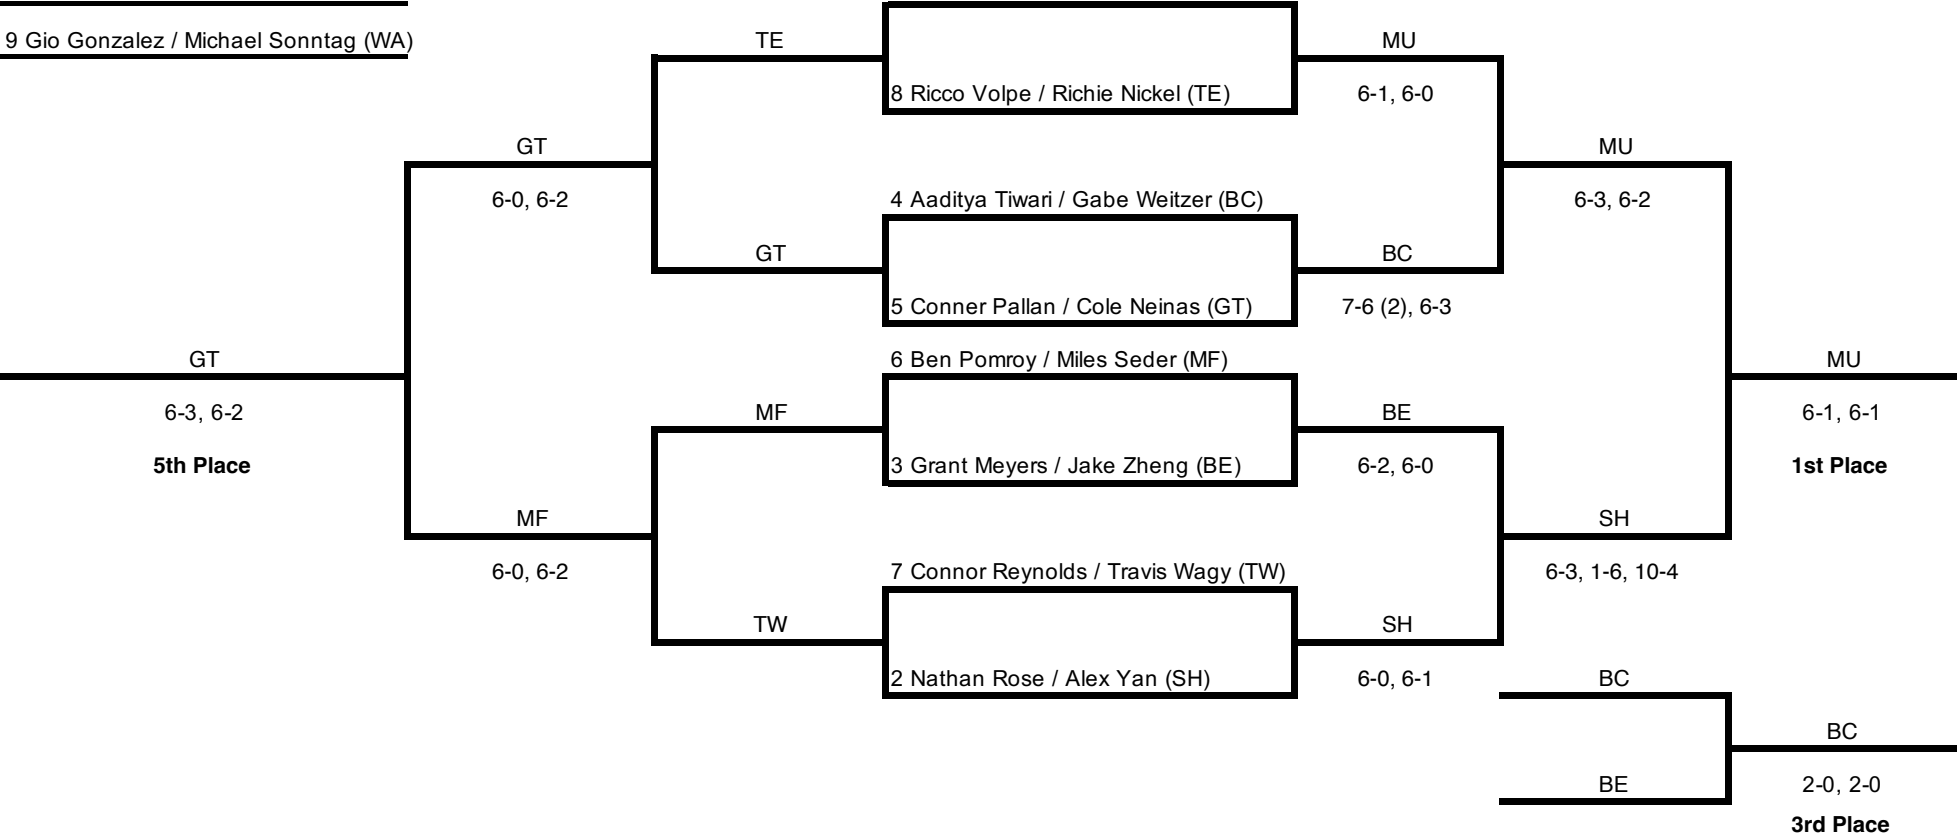 9 Gio Gonzalez / Michael Sonntag (WA)
TE
MU
8 Ricco Volpe / Richie Nickel (TE)
6-1, 6-0
GT
MU
6-0, 6-2
4 Aaditya Tiwari / Gabe Weitzer (BC)
6-3, 6-2
GT
BC
5 Conner Pallan / Cole Neinas (GT)
7-6 (2), 6-3
GT
6 Ben Pomroy / Miles Seder (MF)
MU
6-3, 6-2
MF
BE
6-1, 6-1
5th Place
3 Grant Meyers / Jake Zheng (BE)
6-2, 6-0
1st Place
MF
SH
6-0, 6-2
7 Connor Reynolds / Travis Wagy (TW)
6-3, 1-6, 10-4
TW
SH
2 Nathan Rose / Alex Yan (SH)
6-0, 6-1
BC
BC
BE
2-0, 2-0
3rd Place